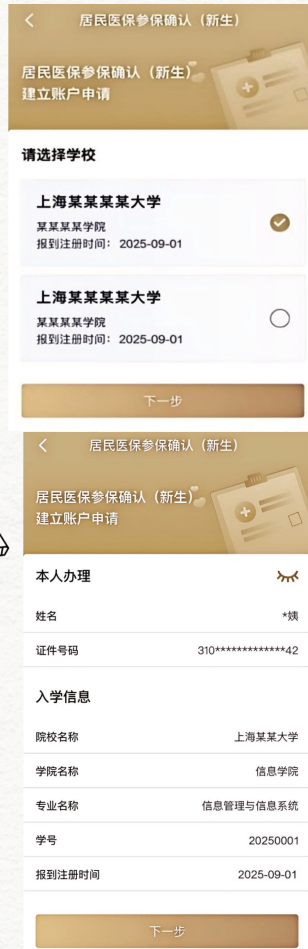 居民医保参保确认（新生）
居民医保参保确认（新生）
建立账户申请
请选择学校
上海某某某某大学
某某某某学院
报到注册时间： 2025-09-01
上海某某某某大学
某某某某学院
报到注册时间： 2025-09-01
下一步
居民医保参保确认（新生）
居民医保参保确认（新生）
建立账户申请
本人办理
姓名 *姨
证件号码 310*************42
入学信息
院校名称 上海某某大学
学院名称 信息学院
专业名称 信息管理与信息系统
学号 20250001
报到注册时间 2025-09-01
下一步